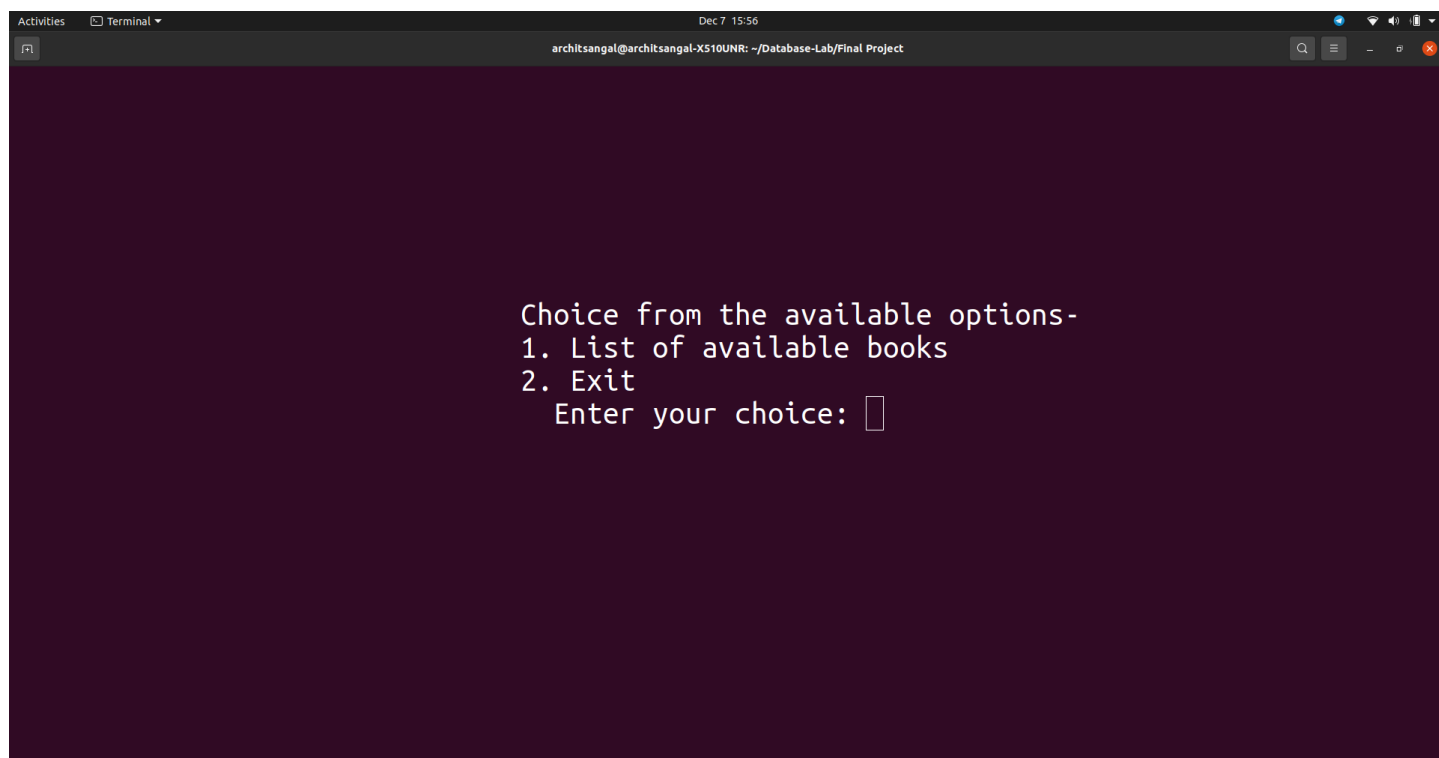 Activities Terminal Dec 7 15:56
architsangal@architsangal-X510UNR: ~/Database-Lab/Final Project
Choice from the available options-
1. List of available books
2. Exit
Enter your choice: